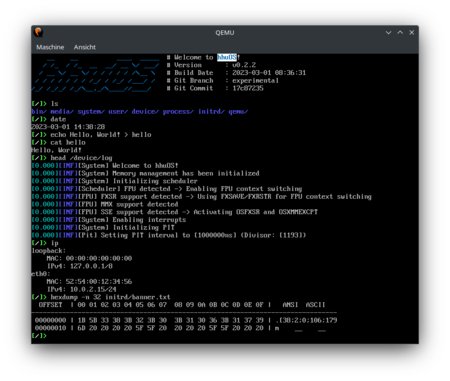 QEMU
Maschine Ansicht
# Welcome to hhuOS!
# Version : v0.2.2
# Build Date : 2023-03-01 08:36:31
# Git Branch : experimental
# Git Commit : 17c87235
[/]> ls
bin/ media/ system/ user/ device/ process/ initrd/ qemu/
[/]> date
2023-03-01 14:38:28
[/]> echo Hello, World! > hello
[/]> cat hello
Hello, World!
[/]> head /device/log
[0.000][INF][System] Welcome to hhuOS!
[0.000][INF][System] Memory management has been initialized
[0.000][INF][System] Initializing scheduler
[0.000][INF][Scheduler] FPU detected -> Enabling FPU context switching
[0.000][INF][FPU] FXSR support detected -> Using FXSAVE/FXRSTR for FPU context switching
[0.000][INF][FPU] MMX support detected
[0.000][INF][FPU] SSE support detected -> Activating OSFXSR and OSXMMEXCPT
[0.000][INF][System] Enabling interrupts
[0.000][INF][System] Initializing PIT
[0.000][INF][Pit] Setting PIT interval to [1000000ns] (Divisor: [1193])
[/]> ip
loopback:
MAC: 00:00:00:00:00:00
IPv4: 127.0.0.1/8
eth0:
MAC: 52:54:00:12:34:56
IPv4: 10.0.2.15/24
[/]> hexdump -n 32 initrd/banner.txt
OFFSET | 00 01 02 03 04 05 06 07 08 09 0A 0B 0C 0D 0E 0F | ANSI ASCII
00000000 | 1B 5B 33 38 3B 32 3B 30 3B 31 30 36 3B 31 37 39 | .[38;2;0;106;179
00000010 | 6D 20 20 20 20 5F 5F 20 20 20 20 20 5F 5F 20 20 20 20 | m __ __
[/]>